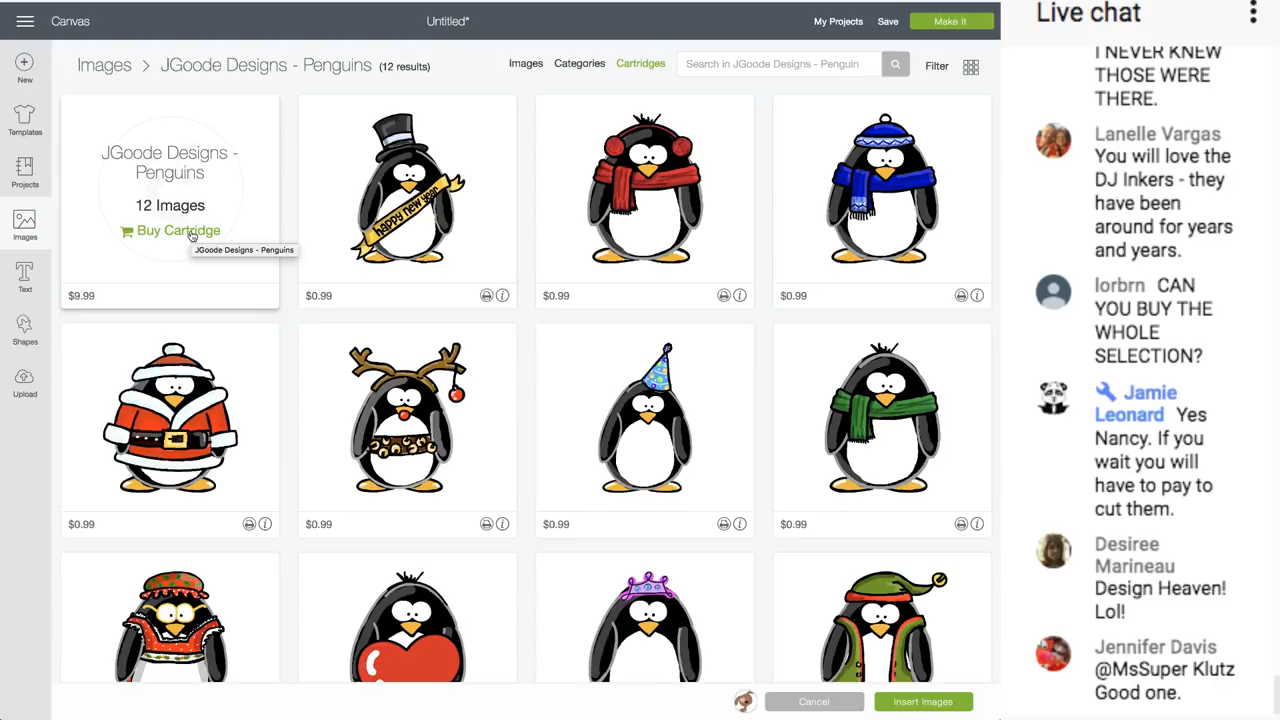 Canvas
Untitled*
My Projects
Save
Make It
New
Templates
Projects
Images
Text
Shapes
Upload
Images > JGoode Designs - Penguins (12 results)
Images
Categories
Cartridges
Search in JGoode Designs - Penguin
Filter
JGoode Designs -
Penguins
12 Images
Buy Cartridge
JGoode Designs - Penguins
$9.99
happy new year
$0.99
$0.99
$0.99
$0.99
$0.99
$0.99
$0.99
Cancel
Insert Images
Live chat
I NEVER KNEW
THOSE WERE
THERE.
Lanelle Vargas
You will love the
DJ Inkers - they
have been
around for years
and years.
lorbrn CAN
YOU BUY THE
WHOLE
SELECTION?
Jamie
Leonard Yes
Nancy. If you
wait you will
have to pay to
cut them.
Desiree
Marineau
Design Heaven!
Lol!
Jennifer Davis
@MsSuper Klutz
Good one.